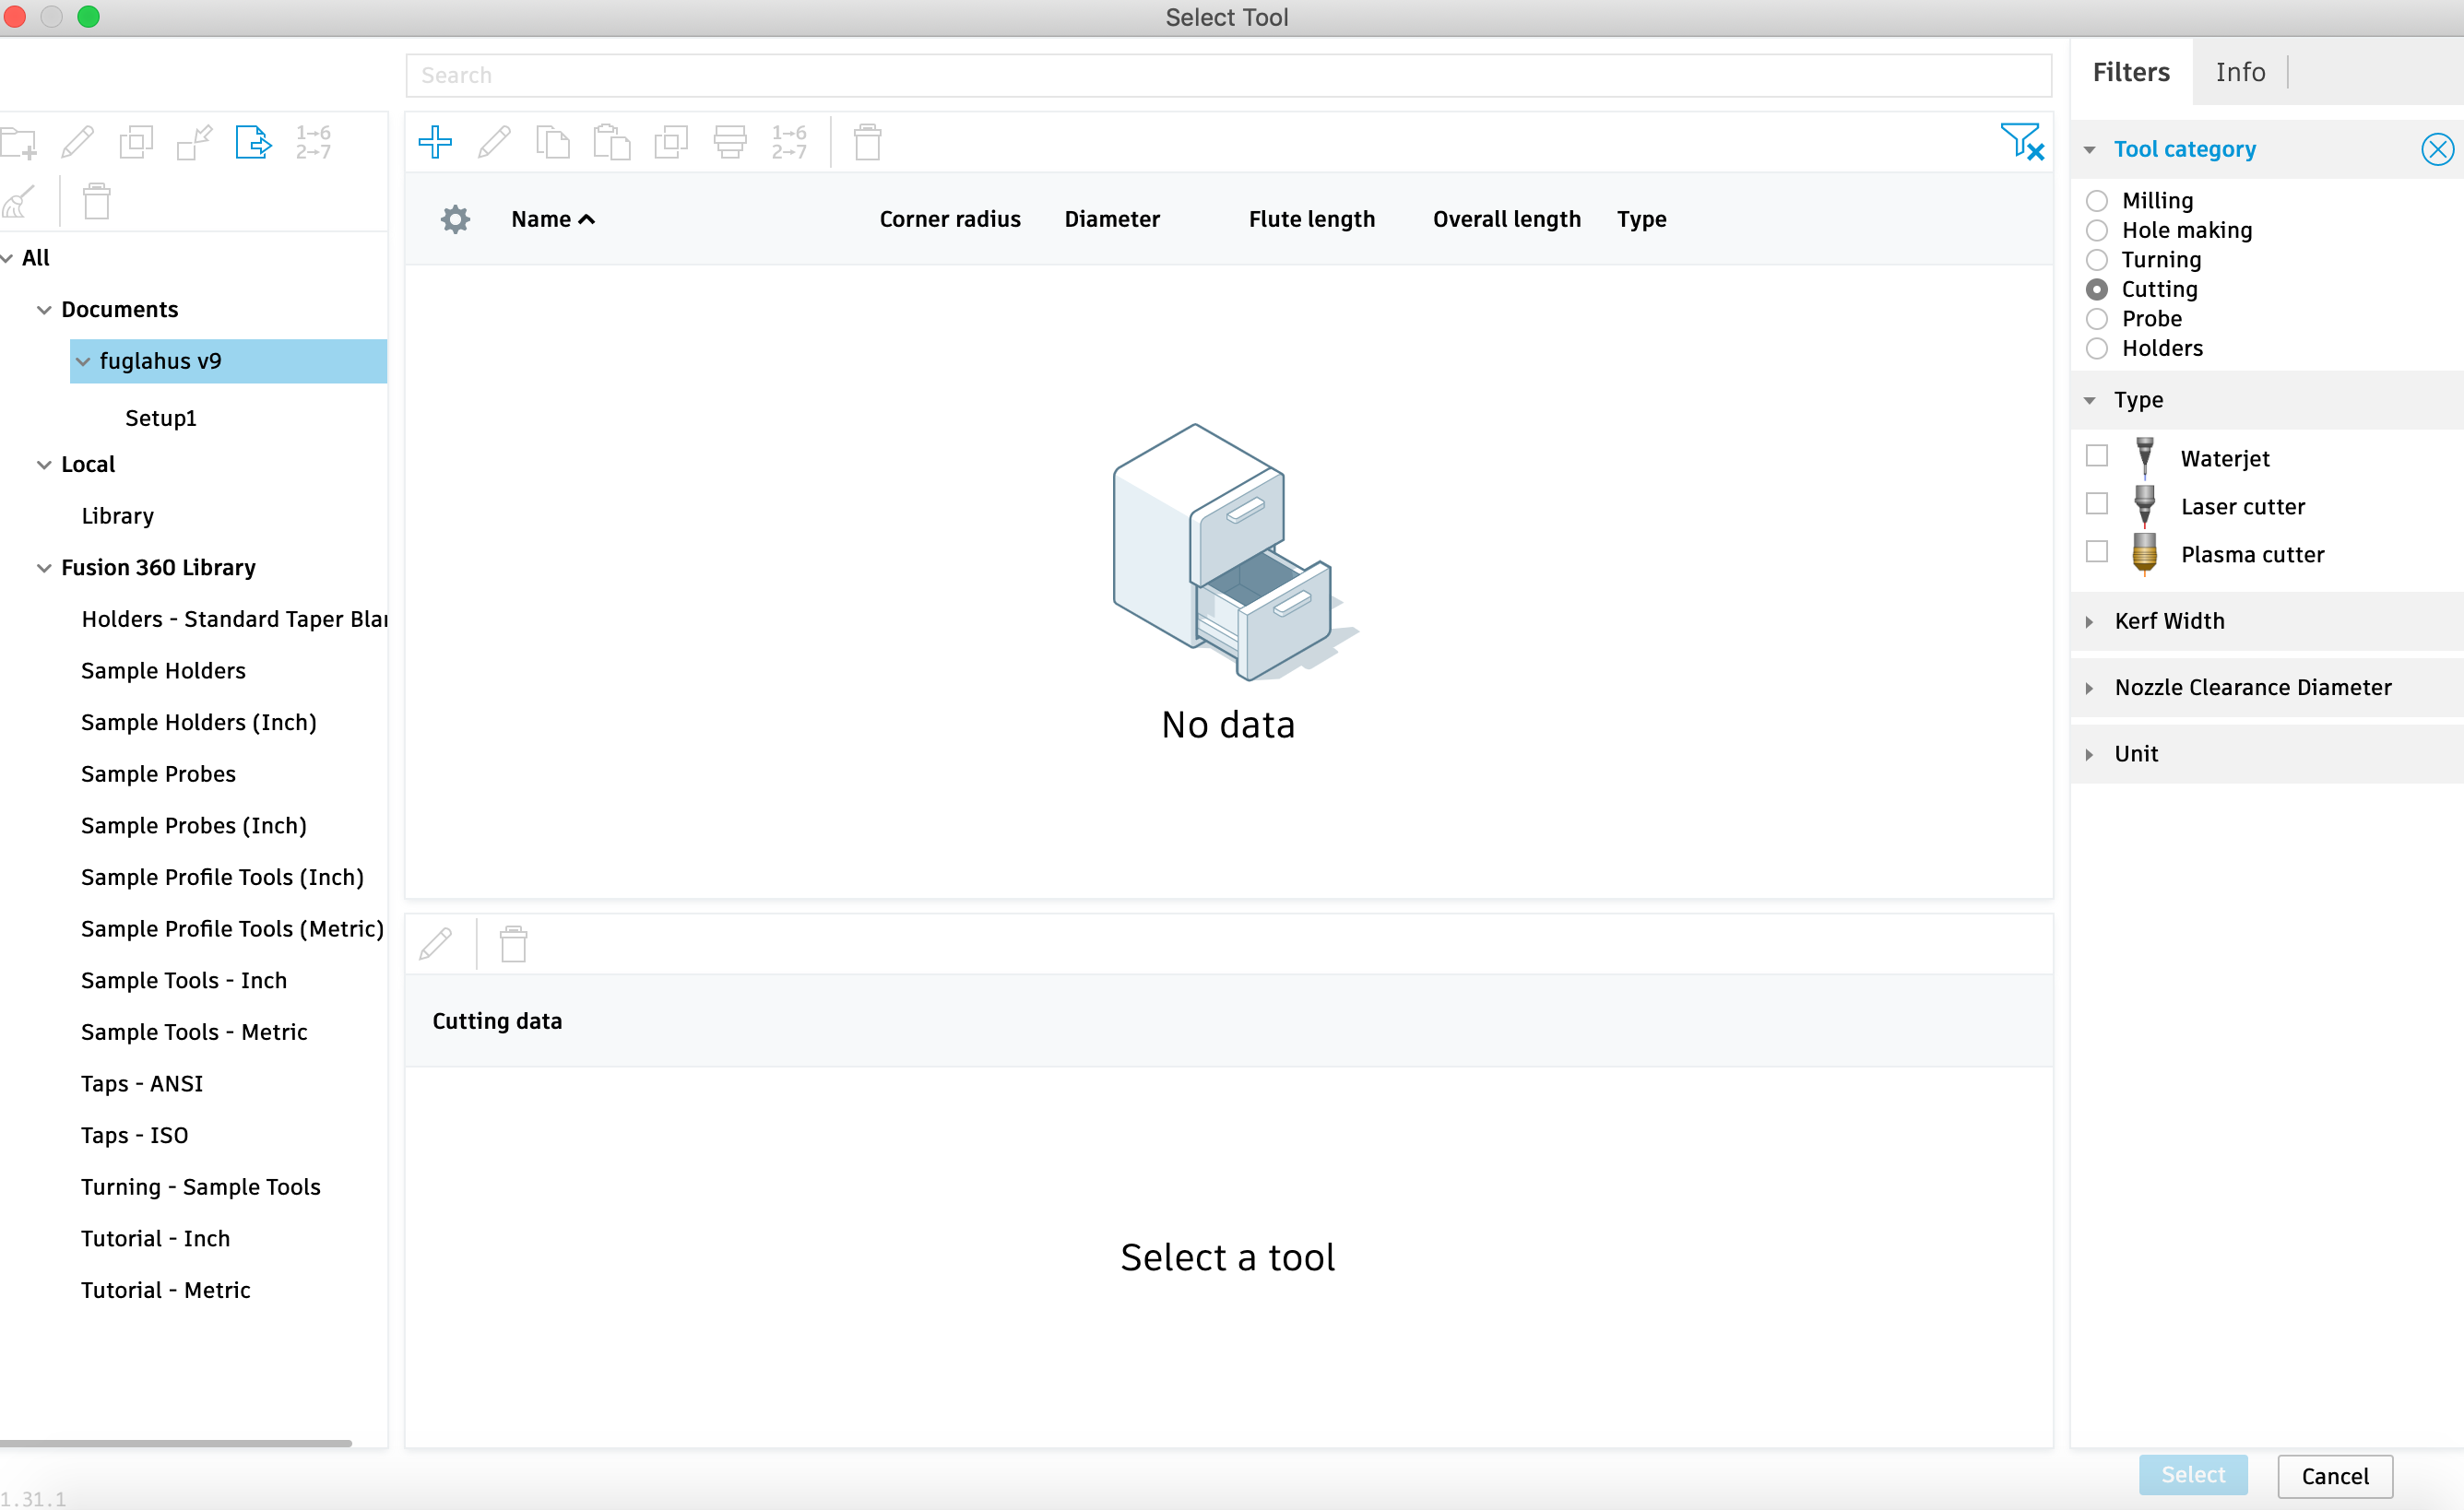 Select Tool
Search
Filters
Info
1→6
2→7
1→6
2→7
Tool category
Milling
Hole making
Turning
Cutting
Probe
Holders
Type
Waterjet
Laser cutter
Plasma cutter
Kerf Width
Nozzle Clearance Diameter
Unit
Name Corner radius Diameter Flute length Overall length Type
All
Documents
fuglahus v9
Setup1
Local
Library
Fusion 360 Library
Holders - Standard Taper Bla
Sample Holders
Sample Holders (Inch)
Sample Probes
Sample Probes (Inch)
Sample Profile Tools (Inch)
Sample Profile Tools (Metric)
Sample Tools - Inch
Sample Tools - Metric
Taps - ANSI
Taps - ISO
Turning - Sample Tools
Tutorial - Inch
Tutorial - Metric
No data
Cutting data
Select a tool
Select
Cancel
1.31.1